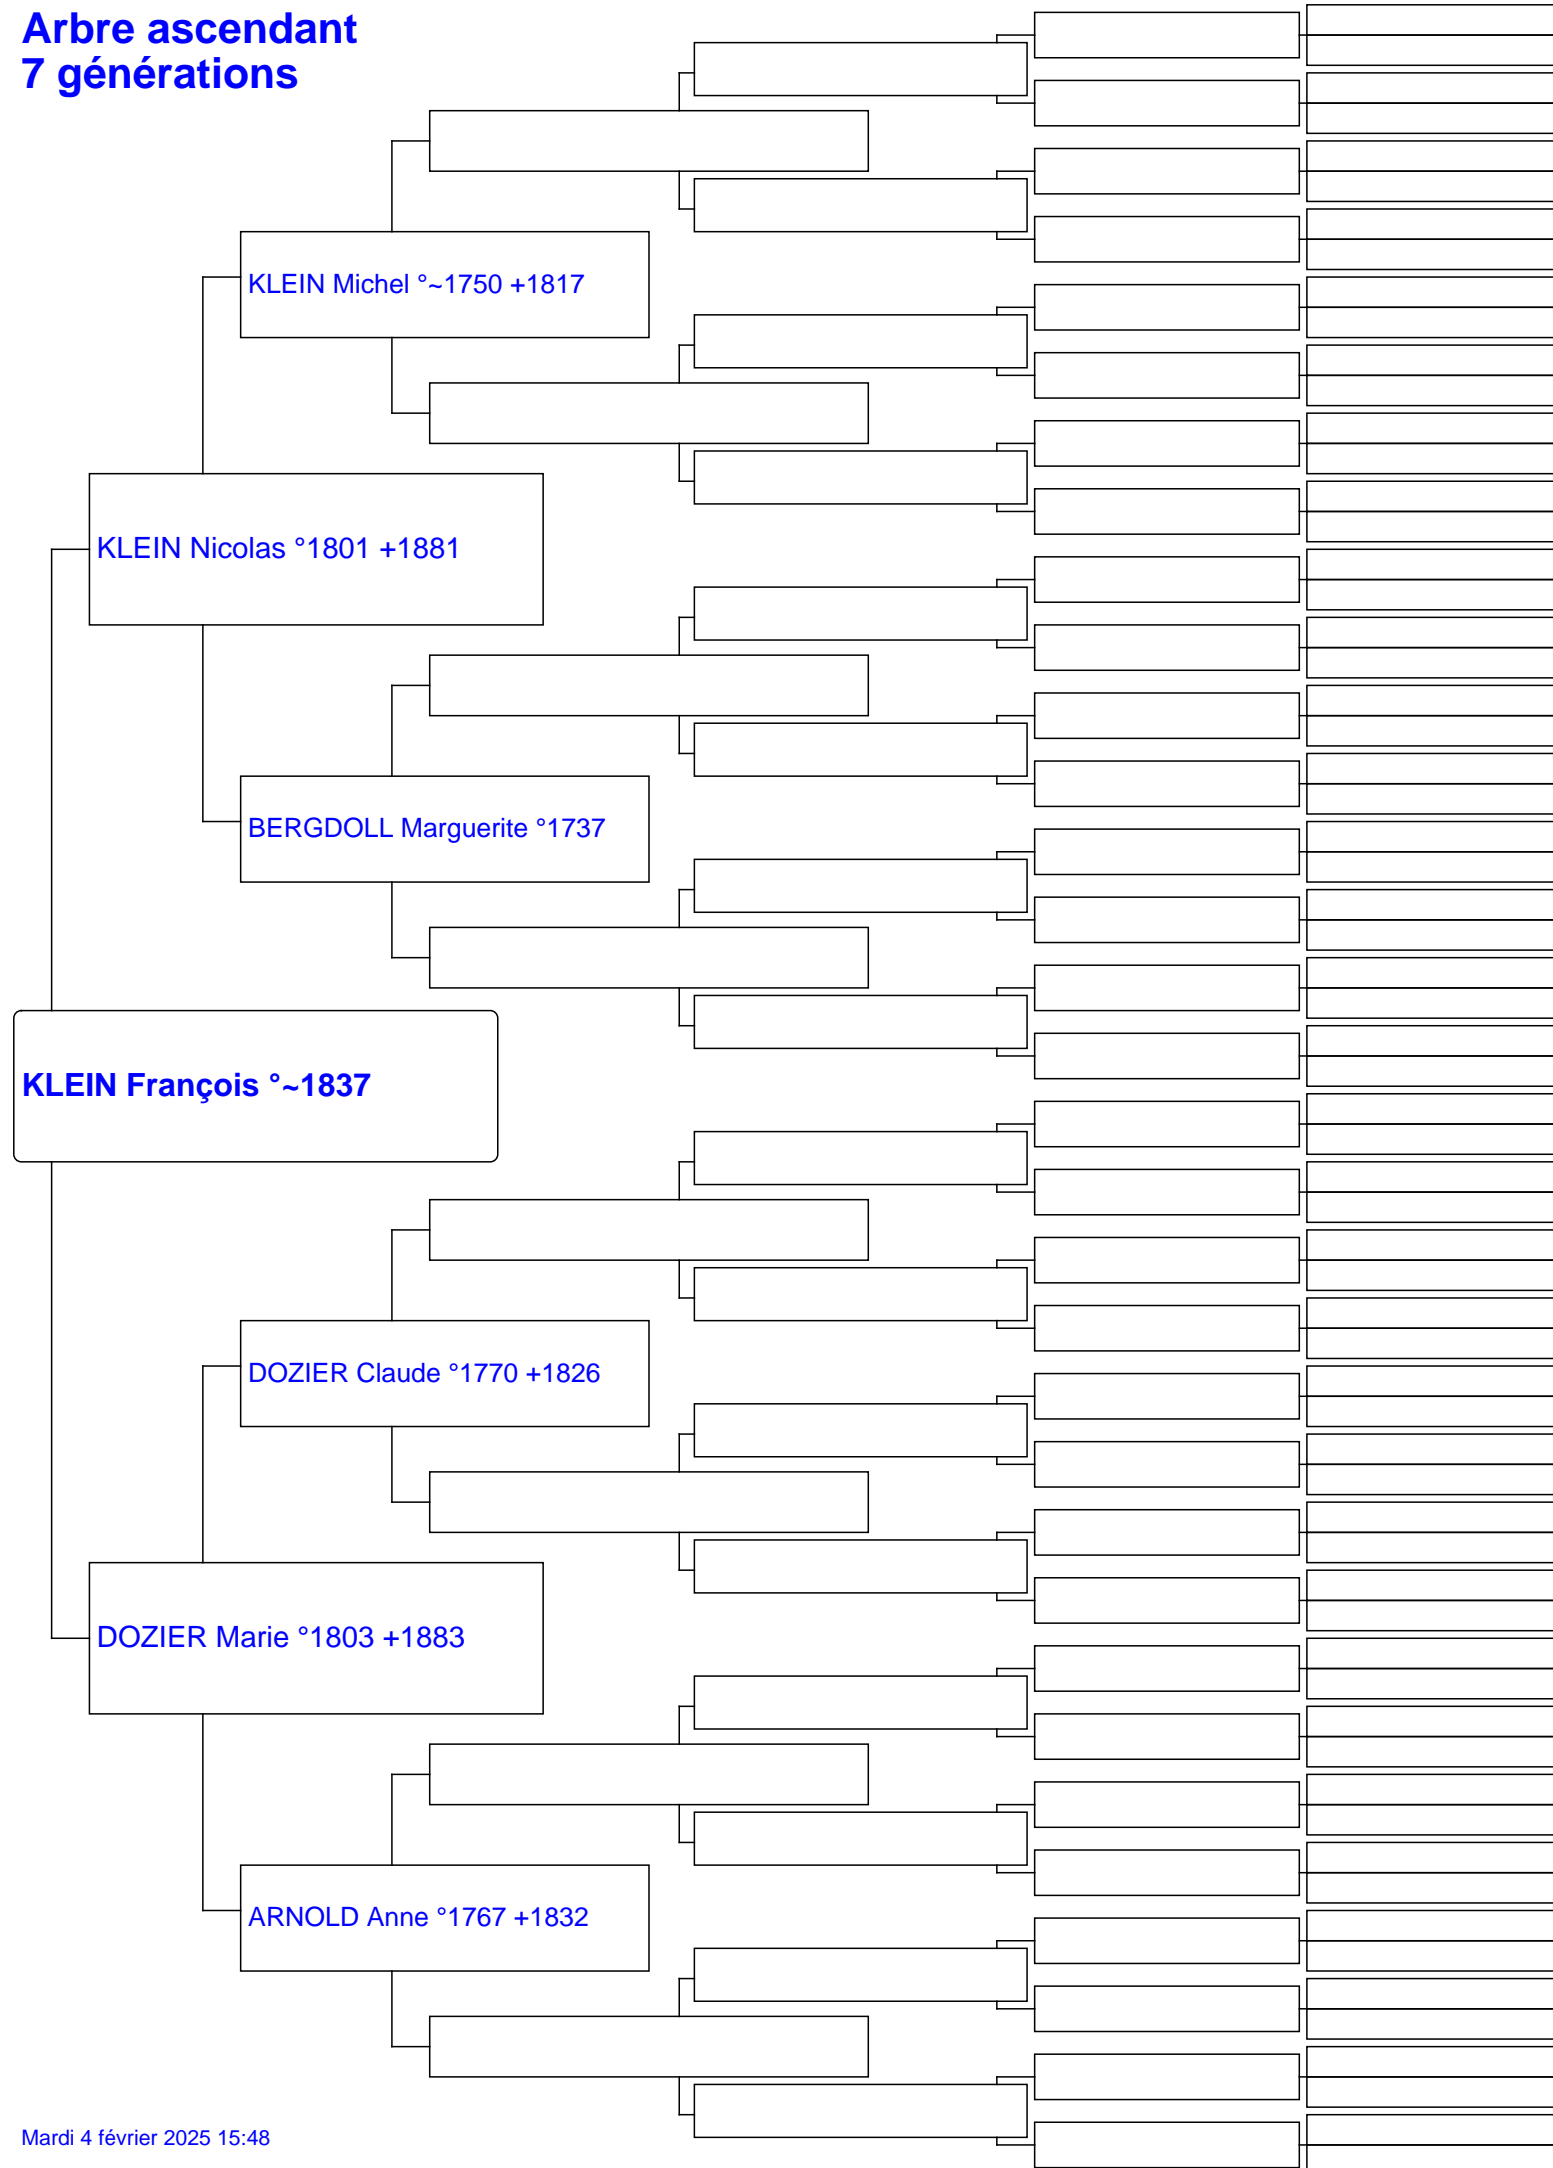 Arbre ascendant
7 générations
KLEIN Michel °~1750 +1817
KLEIN Nicolas °1801 +1881
BERGDOLL Marguerite °1737
KLEIN François °~1837
DOZIER Claude °1770 +1826
DOZIER Marie °1803 +1883
ARNOLD Anne °1767 +1832
Mardi 4 février 2025 15:48